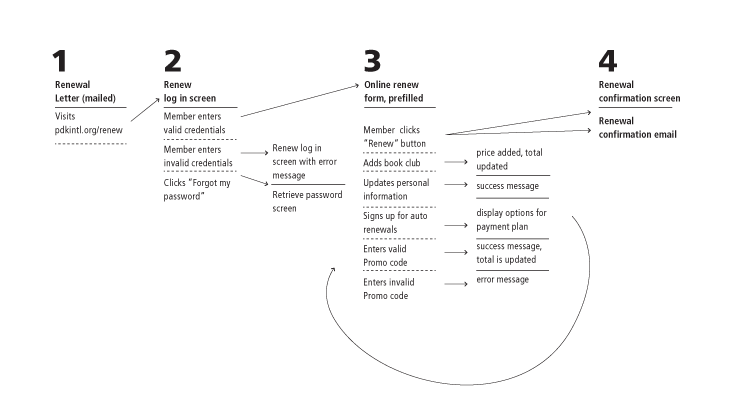 1
Renewal
Letter (mailed)
Visits
pdkintl.org/renew
2
Renew
log in screen
Member enters
valid credentials
Member enters
invalid credentials
Clicks “Forgot my
password”
Renew log in
screen with error
message
Retrieve password
screen
3
Online renew
form, prefilled
Member clicks
“Renew” button
Adds book club
Updates personal
information
Signs up for auto
renewals
Enters valid
Promo code
Enters invalid
Promo code
price added, total
updated
success message
display options for
payment plan
success message,
total is updated
error message
4
Renewal
confirmation screen
Renewal
confirmation email